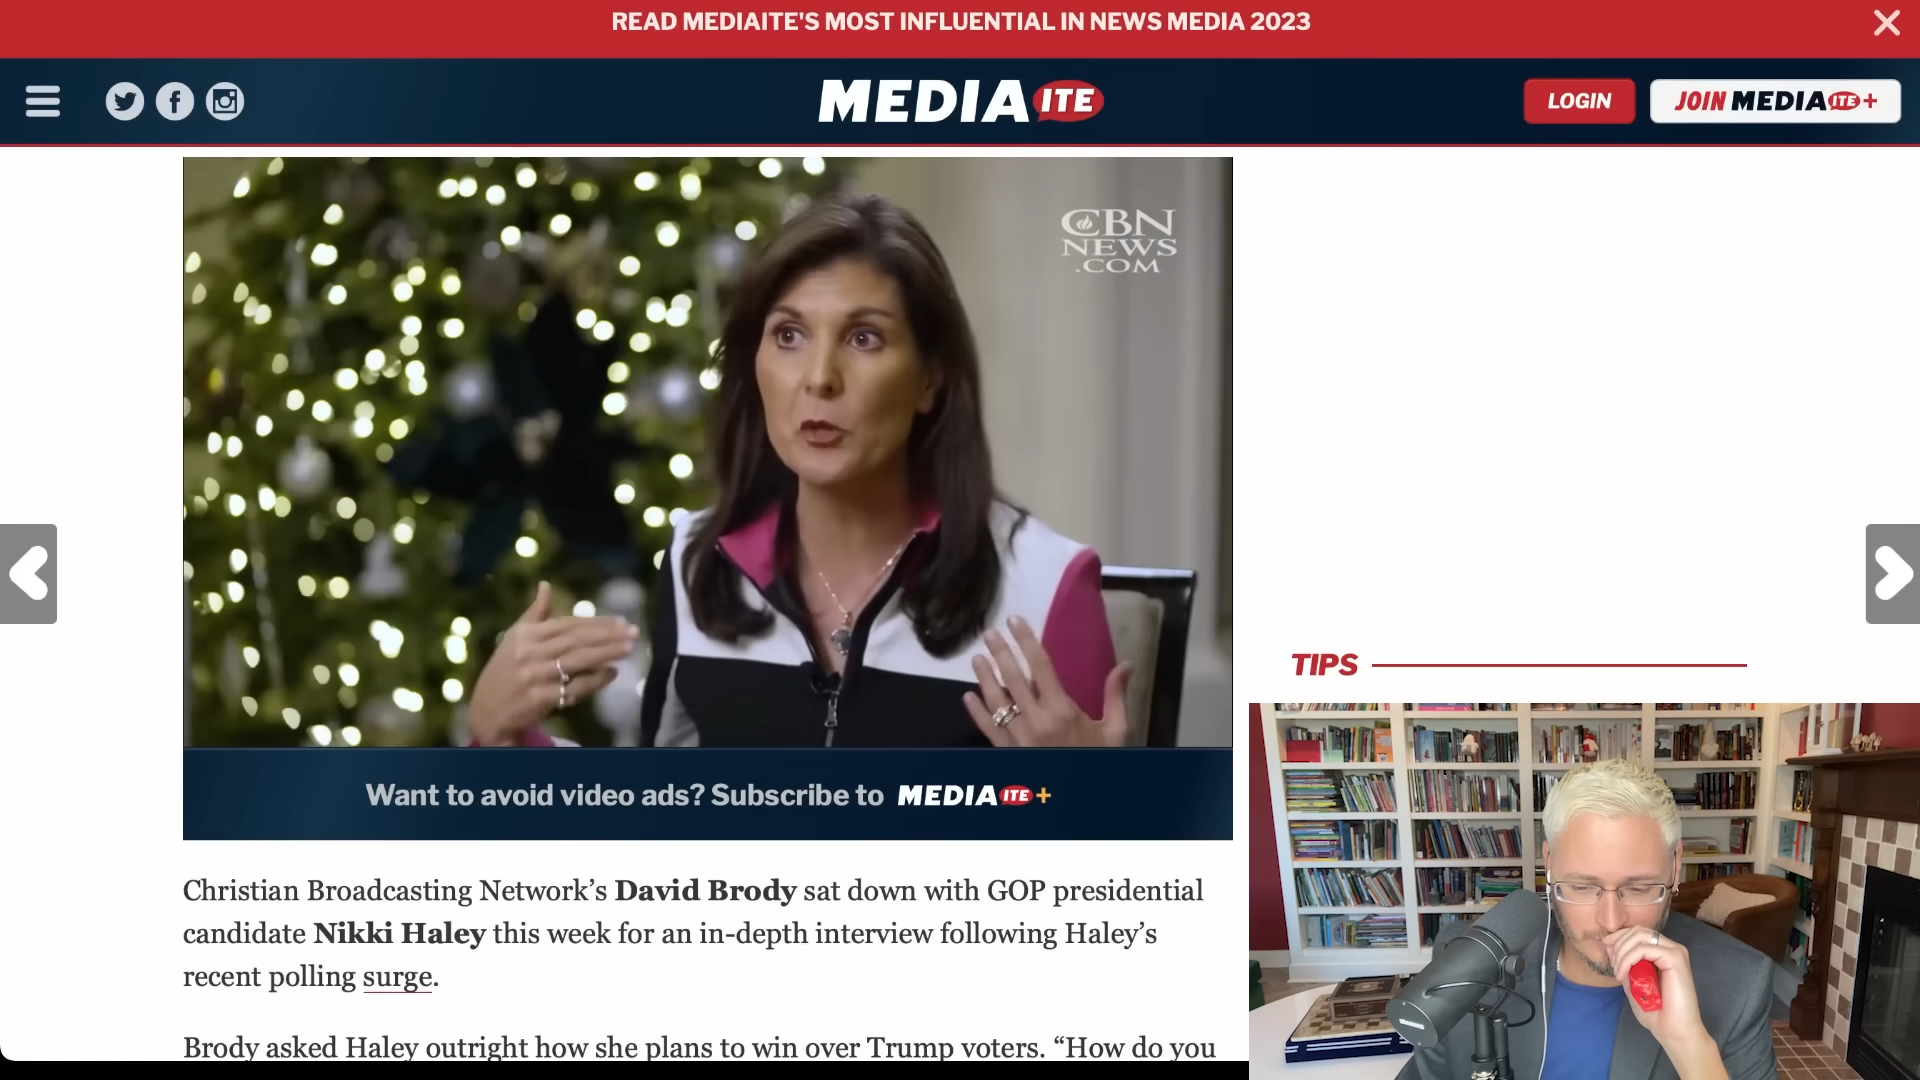 READ MEDIAITE'S MOST INFLUENTIAL IN NEWS MEDIA 2023
MEDIAITE
LOGIN
JOIN MEDIAITE+
CBN
NEWS
.COM
TIPS
Want to avoid video ads? Subscribe to MEDIAITE+
Christian Broadcasting Network’s David Brody sat down with GOP presidential
candidate Nikki Haley this week for an in-depth interview following Haley’s
recent polling surge.
Brody asked Haley outright how she plans to win over Trump voters. “How do you